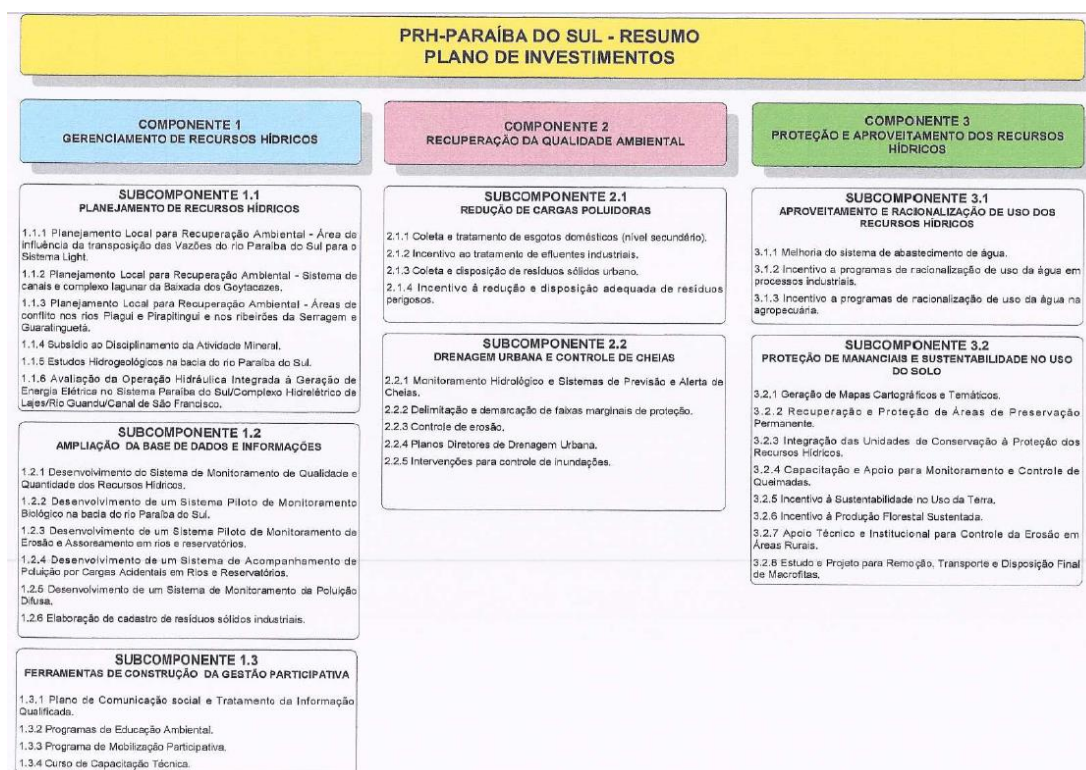 PRH-PARAÍBA DO SUL - RESUMO
PLANO DE INVESTIMENTOS
COMPONENTE 1
GERENCIAMENTO DE RECURSOS HÍDRICOS
SUBCOMPONENTE 1.1
PLANEJAMENTO DE RECURSOS HÍDRICOS
1.1.1 Planejamento Local para Recuperação Ambiental - Área de
influência da transposição das Vazões do rio Paraíba do Sul para o
Sistema Light.
1.1.2 Planejamento Local para Recuperação Ambiental - Sistema de
canais e complexo lagunar da Baixada dos Goytacazes.
1.1.3 Planejamento Local para Recuperação Ambiental - Áreas de
conflito nos rios Piagui e Pirapitingui e nos ribeirões da Serragem e
Guaratinguetá.
1.1.4 Subsídio ao Disciplinamento da Atividade Mineral.
1.1.5 Estudos Hidrogeológicos na bacia do rio Paraíba do Sul.
1.1.6 Avaliação da Operação Hidráulica Integrada à Geração de
Energia Elétrica no Sistema Paraíba do Sul/Complexo Hidrelétrico de
Lajes/Rio Guandu/Canal de São Francisco.
SUBCOMPONENTE 1.2
AMPLIAÇÃO DA BASE DE DADOS E INFORMAÇÕES
1.2.1 Desenvolvimento do Sistema de Monitoramento de Qualidade e
Quantidade dos Recursos Hídricos.
1.2.2 Desenvolvimento de um Sistema Piloto de Monitoramento
Biológico na bacia do rio Paraíba do Sul.
1.2.3 Desenvolvimento de um Sistema Piloto de Monitoramento de
Erosão e Assoreamento em rios e reservatórios.
1.2.4 Desenvolvimento de um Sistema de Acompanhamento de
Poluição por Cargas Acidentais em Rios e Reservatórios.
1.2.5 Desenvolvimento de um Sistema de Monitoramento da Poluição
Difusa.
1.2.6 Elaboração de cadastro de resíduos sólidos industriais.
SUBCOMPONENTE 1.3
FERRAMENTAS DE CONSTRUÇÃO DA GESTÃO PARTICIPATIVA
1.3.1 Plano de Comunicação social e Tratamento da Informação
Qualificada.
1.3.2 Programas de Educação Ambiental.
1.3.3 Programa de Mobilização Participativa.
1.3.4 Curso de Capacitação Técnica.
COMPONENTE 2
RECUPERAÇÃO DA QUALIDADE AMBIENTAL
SUBCOMPONENTE 2.1
REDUÇÃO DE CARGAS POLUIDORAS
2.1.1 Coleta e tratamento de esgotos domésticos (nível secundário).
2.1.2 Incentivo ao tratamento de efluentes industriais.
2.1.3 Coleta e disposição de resíduos sólidos urbano.
2.1.4 Incentivo à redução e disposição adequada de resíduos
perigosos.
SUBCOMPONENTE 2.2
DRENAGEM URBANA E CONTROLE DE CHEIAS
2.2.1 Monitoramento Hidrológico e Sistemas de Previsão e Alerta de
Cheias.
2.2.2 Delimitação e demarcação de faixas marginais de proteção.
2.2.3 Controle de erosão.
2.2.4 Planos Diretores de Drenagem Urbana.
2.2.5 Intervenções para controle de inundações.
COMPONENTE 3
PROTEÇÃO E APROVEITAMENTO DOS RECURSOS
HÍDRICOS
SUBCOMPONENTE 3.1
APROVEITAMENTO E RACIONALIZAÇÃO DE USO DOS
RECURSOS HÍDRICOS
3.1.1 Melhoria do sistema de abastecimento de água.
3.1.2 Incentivo a programas de racionalização de uso da água em
processos industriais.
3.1.3 Incentivo a programas de racionalização de uso da água na
agropecuária.
SUBCOMPONENTE 3.2
PROTEÇÃO DE MANANCIAIS E SUSTENTABILIDADE NO USO
DO SOLO
3.2.1 Geração de Mapas Cartográficos e Temáticos.
3.2.2 Recuperação e Proteção de Áreas de Preservação
Permanente.
3.2.3 Integração das Unidades de Conservação à Proteção dos
Recursos Hídricos.
3.2.4 Capacitação e Apoio para Monitoramento e Controle de
Queimadas.
3.2.5 Incentivo à Sustentabilidade no Uso da Terra.
3.2.6 Incentivo à Produção Florestal Sustentada.
3.2.7 Apoio Técnico e Institucional para Controle da Erosão em
Áreas Rurais.
3.2.8 Estudo e Projeto para Remoção, Transporte e Disposição Final
de Macrofitas.